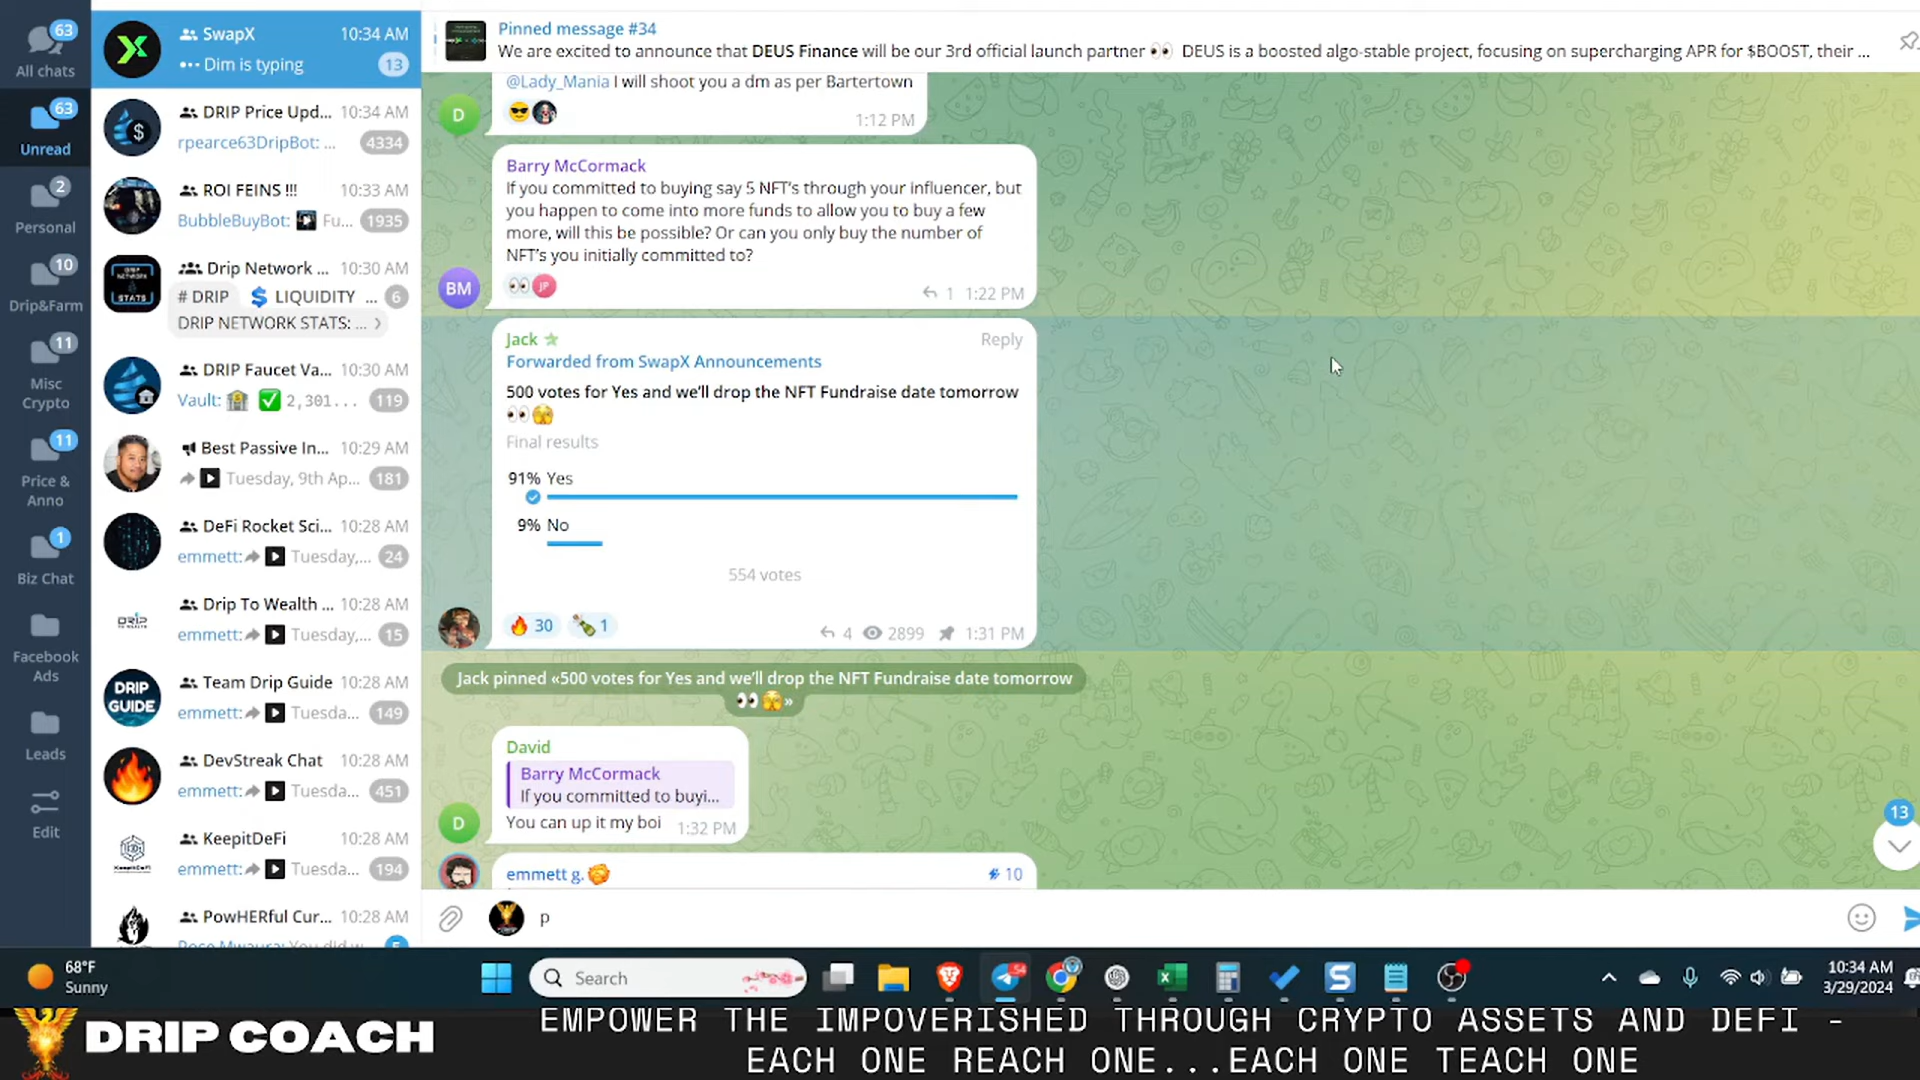 63
All chats
63
Unread
2
Personal
10
Drip&Farm
11
Misc
Crypto
11
Price &
Anno
1
Biz Chat
Facebook
Ads
Leads
Edit
SwapX 10:34 AM
Dim is typing 13
DRIP Price Upd... 10:34 AM
rpearce63DripBot: ... 4334
ROI FEINS !!! 10:33 AM
BubbleBuyBot: Fu... 1935
Drip Network ... 10:30 AM
# DRIP 💲 LIQUIDITY ... 6
DRIP NETWORK STATS: ... >
DRIP Faucet Va... 10:30 AM
Vault: 🏦 ✅ 2,301... 119
Best Passive In... 10:29 AM
Tuesday, 9th Ap... 181
DeFi Rocket Sci... 10:28 AM
emmett: Tuesday,... 24
Drip To Wealth ... 10:28 AM
emmett: Tuesday,... 15
Team Drip Guide 10:28 AM
emmett: Tuesda... 149
DevStreak Chat 10:28 AM
emmett: Tuesda... 451
KeepitDeFi 10:28 AM
emmett: Tuesda... 194
PowHERful Cur... 10:28 AM
DRIP NETWORK STATS
DRIP
GUIDE
Pinned message #34
We are excited to announce that DEUS Finance will be our 3rd official launch partner 👀 DEUS is a boosted algo-stable project, focusing on supercharging APR for $BOOST, their ...
@Lady_Mania I will shoot you a dm as per Bartertown
D
1:12 PM
Barry McCormack
If you committed to buying say 5 NFT's through your influencer, but
you happen to come into more funds to allow you to buy a few
more, will this be possible? Or can you only buy the number of
NFT's you initially committed to?
BM
👀 JP
1 1:22 PM
Jack Reply
Forwarded from SwapX Announcements
500 votes for Yes and we'll drop the NFT Fundraise date tomorrow
👀🫣
Final results
91% Yes
9% No
554 votes
🔥 30 🍾 1
4 2899 1:31 PM
Jack pinned «500 votes for Yes and we'll drop the NFT Fundraise date tomorrow
👀🫣»
David
Barry McCormack
If you committed to buyi...
You can up it my boi 1:32 PM
D
emmett g. 10
13
p
68°F
Sunny
Search
54
10:34 AM
3/29/2024
DRIP COACH
EMPOWER THE IMPOVERISHED THROUGH CRYPTO ASSETS AND DEFI -
EACH ONE REACH ONE...EACH ONE TEACH ONE